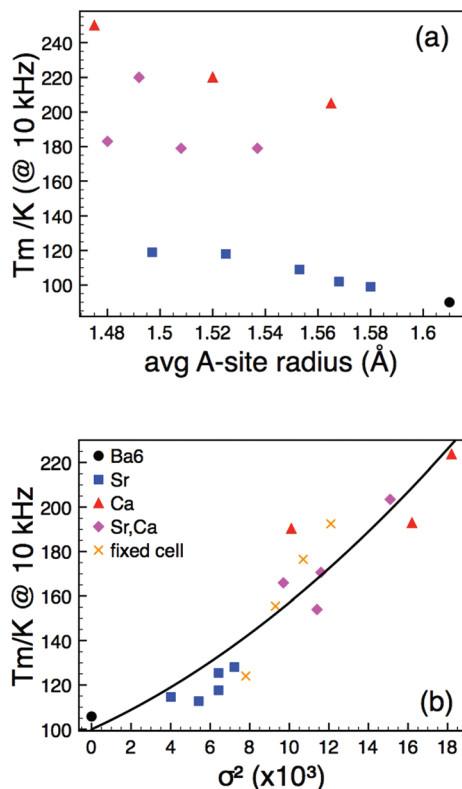 (a)
Tm /K (@ 10 kHz)
240
220
200
180
160
140
120
100
1.48 1.5 1.52 1.54 1.56 1.58 1.6
avg A-site radius (Å)
(b)
Tm/K @ 10 kHz
220
200
180
160
140
120
100
Ba6
Sr
Ca
Sr,Ca
fixed cell
0 2 4 6 8 10 12 14 16 18
σ² (x10³)